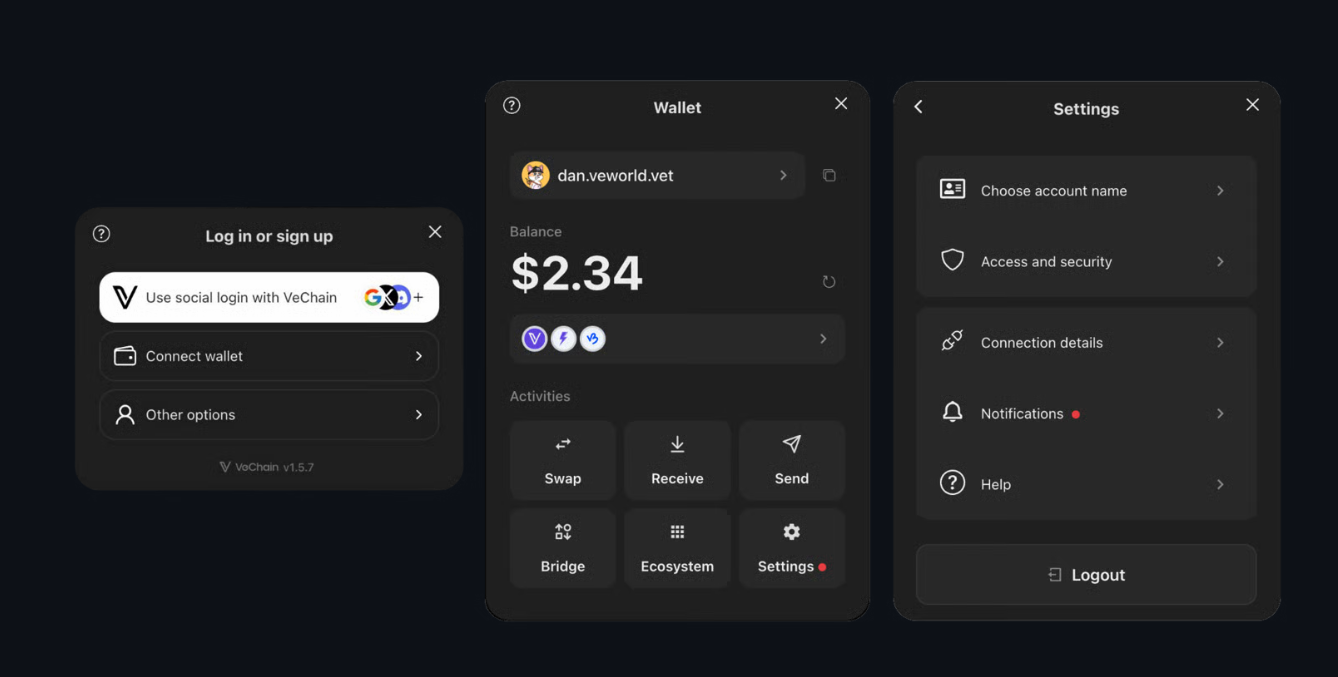 Log in or sign up
Use social login with VeChain
Connect wallet
Other options
VeChain v1.5.7
Wallet
dan.veworld.vet
Balance
$2.34
Activities
Swap
Receive
Send
Bridge
Ecosystem
Settings
Settings
Choose account name
Access and security
Connection details
Notifications
Help
Logout